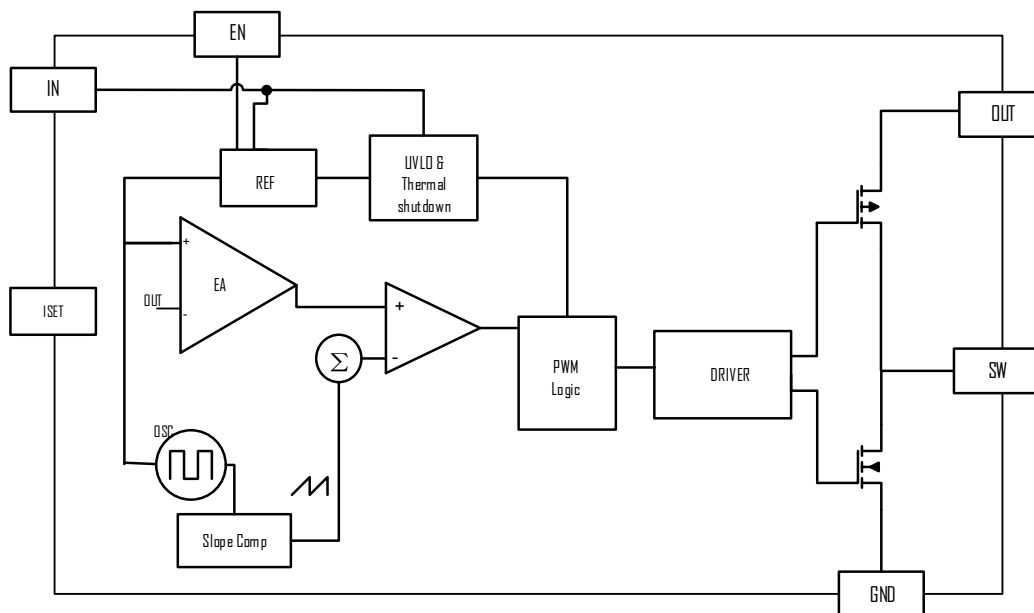 EN
IN
OUT
UVLO &
Thermal
shutdown
REF
+
EA
OUT
-
ISET
+
Σ
-
PWM
Logic
DRIVER
SW
OSC
Slope Comp
GND